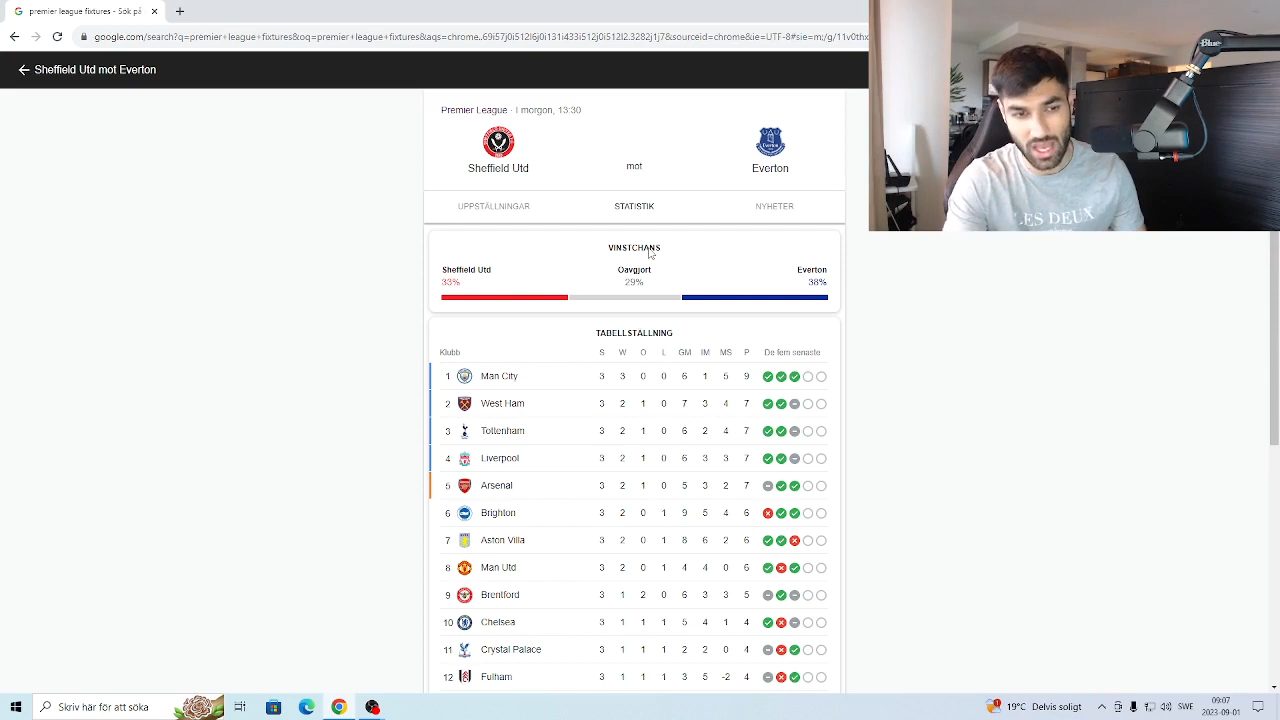 premier league fixtures - Sök på
google.com/search?q=premier+league+fixtures&oq=premier+league+fixtures&aqs=chrome..69i57j0i512l6j0i131i433i512j0i512l2.3282j1j7&sourceid=chrome&ie=UTF-8#sie=m;/g/11v0thx
Sheffield Utd mot Everton
Premier League · I morgon, 13:30
Sheffield Utd mot Everton
UPPSTÄLLNINGAR STATISTIK NYHETER
VINSTCHANS
Sheffield Utd Oavgjort Everton
33% 29% 38%
TABELLSTÄLLNING
Klubb S W O L GM IM MS P De fem senaste
1 Man City 3 3 0 0 6 1 5 9
2 West Ham 3 2 1 0 7 3 4 7
3 Tottenham 3 2 1 0 6 2 4 7
4 Liverpool 3 2 1 0 6 3 3 7
5 Arsenal 3 2 1 0 5 3 2 7
6 Brighton 3 2 0 1 9 5 4 6
7 Aston Villa 3 2 0 1 8 6 2 6
8 Man Utd 3 2 0 1 4 4 0 6
9 Brentford 3 1 2 0 6 3 3 5
10 Chelsea 3 1 1 1 5 4 1 4
11 Crystal Palace 3 1 1 1 2 2 0 4
12 Fulham 3 1 1 1 3 5 -2 4
Blue
LES DEUX
Skriv här för att söka
19°C Delvis soligt
SWE
09:07
2023-09-01